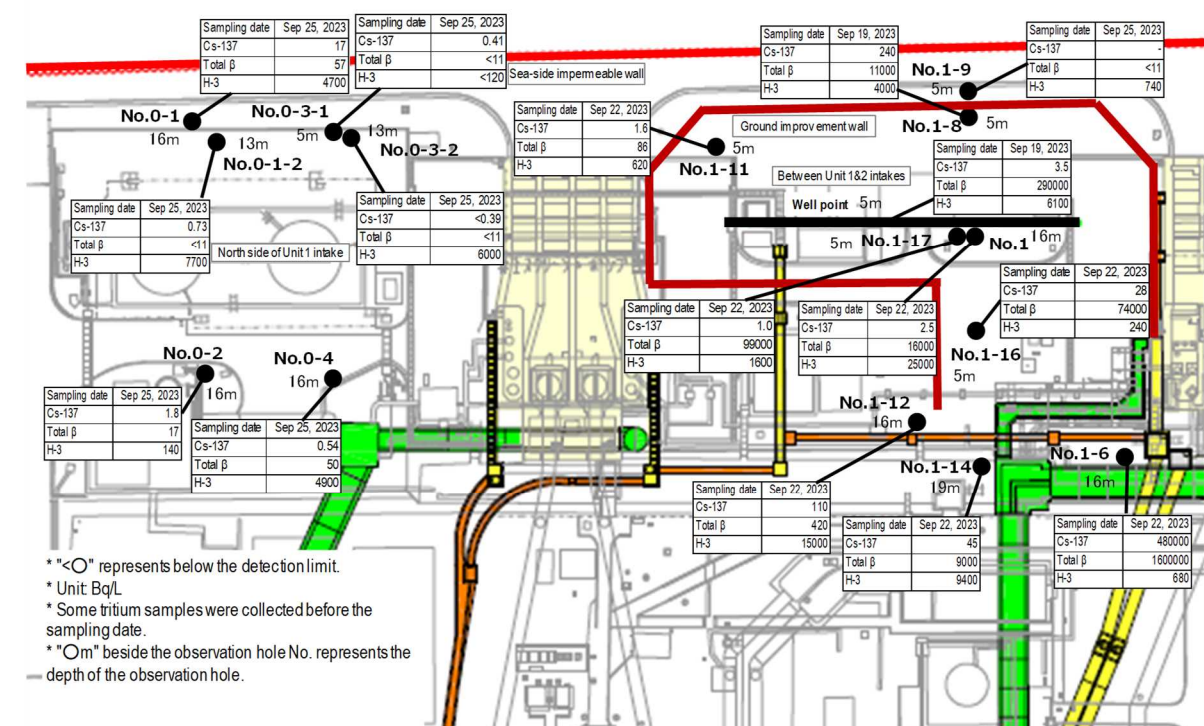 Sampling date Sep 25, 2023
Cs-137 17
Total β 57
H-3 4700
Sampling date Sep 25, 2023
Cs-137 0.41
Total β <11
H-3 <120
Sea-side impermeable wall
Sampling date Sep 19, 2023
Cs-137 240
Total β 11000
H-3 4000
Sampling date Sep 25, 2023
Cs-137 -
Total β <11
H-3 740
No.1-9
5m
No.0-1
16m
No.0-3-1
5m
13m
No.0-3-2
13m
No.0-1-2
Sampling date Sep 22, 2023
Cs-137 1.6
Total β 86
H-3 620
Ground improvement wall
No.1-8
5m
5m
No.1-11
Between Unit 1&2 intakes
Sampling date Sep 19, 2023
Cs-137 3.5
Total β 290000
H-3 6100
Well point 5m
Sampling date Sep 25, 2023
Cs-137 0.73
Total β <11
H-3 7700
North side of Unit 1 intake
Sampling date Sep 25, 2023
Cs-137 <0.39
Total β <11
H-3 6000
5m No.1-17
No.1 16m
Sampling date Sep 22, 2023
Cs-137 28
Total β 74000
H-3 240
Sampling date Sep 22, 2023
Cs-137 1.0
Total β 99000
H-3 1600
Sampling date Sep 22, 2023
Cs-137 2.5
Total β 16000
H-3 25000
No.1-16
5m
No.0-2
16m
No.0-4
16m
Sampling date Sep 25, 2023
Cs-137 1.8
Total β 17
H-3 140
Sampling date Sep 25, 2023
Cs-137 0.54
Total β 50
H-3 4900
No.1-12
16m
No.1-14
19m
No.1-6
16m
Sampling date Sep 22, 2023
Cs-137 110
Total β 420
H-3 15000
Sampling date Sep 22, 2023
Cs-137 45
Total β 9000
H-3 9400
Sampling date Sep 22, 2023
Cs-137 480000
Total β 1600000
H-3 680
* "<O" represents below the detection limit.
* Unit: Bq/L
* Some tritium samples were collected before the
sampling date.
* "Om" beside the observation hole No. represents the
depth of the observation hole.